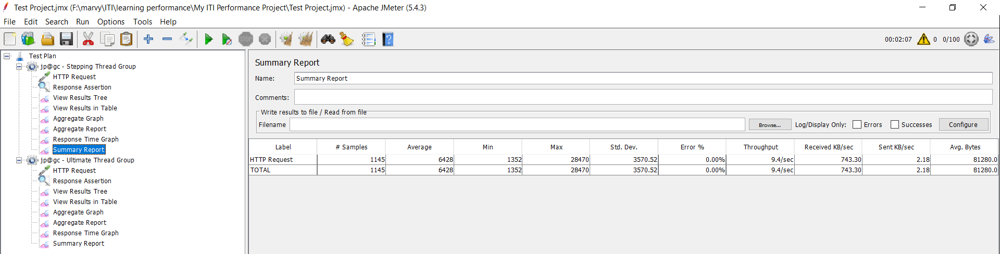 Test Project.jmx (F:\marvy\ITI\learning performance\My ITI Performance Project\Test Project.jmx) - Apache JMeter (5.4.3)
File Edit Search Run Options Tools Help
STOP 00:02:07 0 0/100
Test Plan
jp@gc - Stepping Thread Group
HTTP Request
Response Assertion
View Results Tree
View Results in Table
Aggregate Graph
Aggregate Report
Response Time Graph
Summary Report
jp@gc - Ultimate Thread Group
HTTP Request
Response Assertion
View Results Tree
View Results in Table
Aggregate Graph
Aggregate Report
Response Time Graph
Summary Report
Summary Report
Name: Summary Report
Comments:
Write results to file / Read from file
Filename Browse... Log/Display Only: Errors Successes Configure
Label # Samples Average Min Max Std. Dev. Error % Throughput Received KB/sec Sent KB/sec Avg. Bytes
HTTP Request 1145 6428 1352 28470 3570.52 0.00% 9.4/sec 743.30 2.18 81280.0
TOTAL 1145 6428 1352 28470 3570.52 0.00% 9.4/sec 743.30 2.18 81280.0